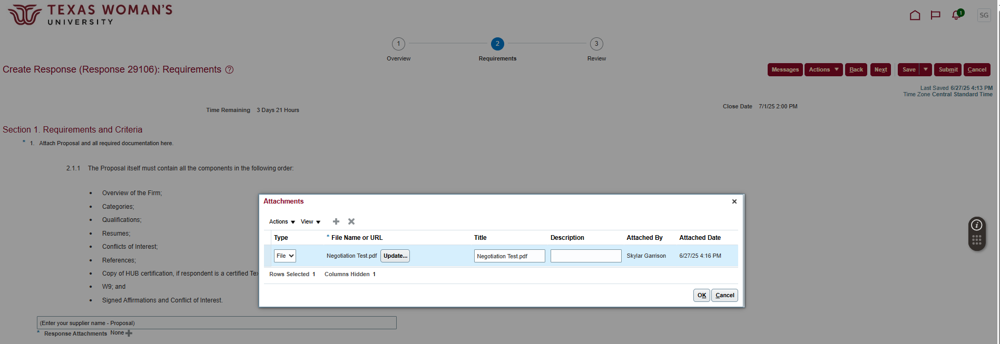 TEXAS WOMAN'S
UNIVERSITY
1
SG
1 2 3
Overview Requirements Review
Create Response (Response 29106): Requirements ?
Messages Actions Back Next Save Submit Cancel
Last Saved 6/27/25 4:13 PM
Time Zone Central Standard Time
Time Remaining 3 Days 21 Hours
Close Date 7/1/25 2:00 PM
Section 1. Requirements and Criteria
* 1. Attach Proposal and all required documentation here.
2.1.1 The Proposal itself must contain all the components in the following order:
• Overview of the Firm;
• Categories;
• Qualifications;
• Resumes;
• Conflicts of Interest;
• References;
• Copy of HUB certification, if respondent is a certified Tex
• W9; and
• Signed Affirmations and Conflict of Interest.
(Enter your supplier name - Proposal)
* Response Attachments None
Attachments
Actions View
Type * File Name or URL Title Description Attached By Attached Date
File Negotiation Test.pdf Update... Negotiation Test.pdf Skylar Garrison 6/27/25 4:16 PM
Rows Selected 1 Columns Hidden 1
OK Cancel